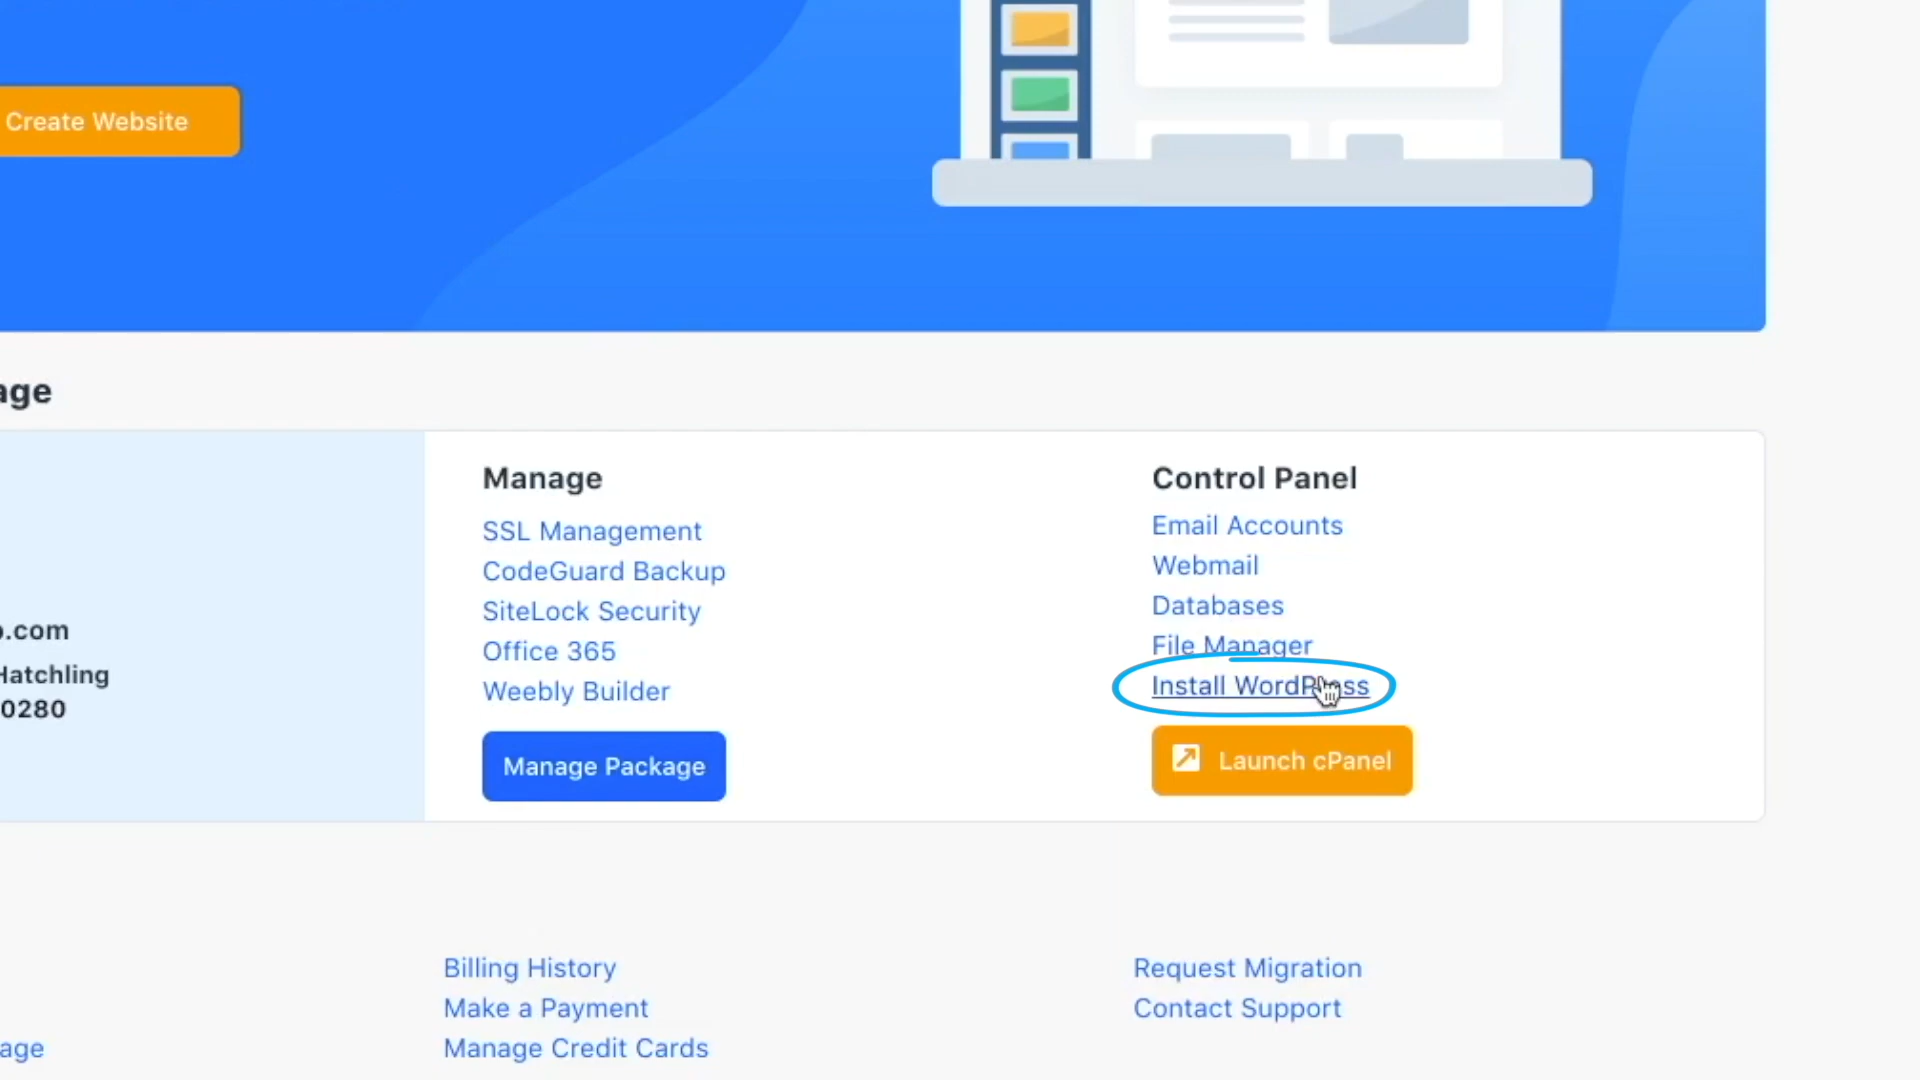 Create Website
age
Manage
SSL Management
CodeGuard Backup
SiteLock Security
Office 365
Weebly Builder
Manage Package
Control Panel
Email Accounts
Webmail
Databases
File Manager
Install WordPress
Launch cPanel
.com
Hatchling
0280
age
Billing History
Make a Payment
Manage Credit Cards
Request Migration
Contact Support